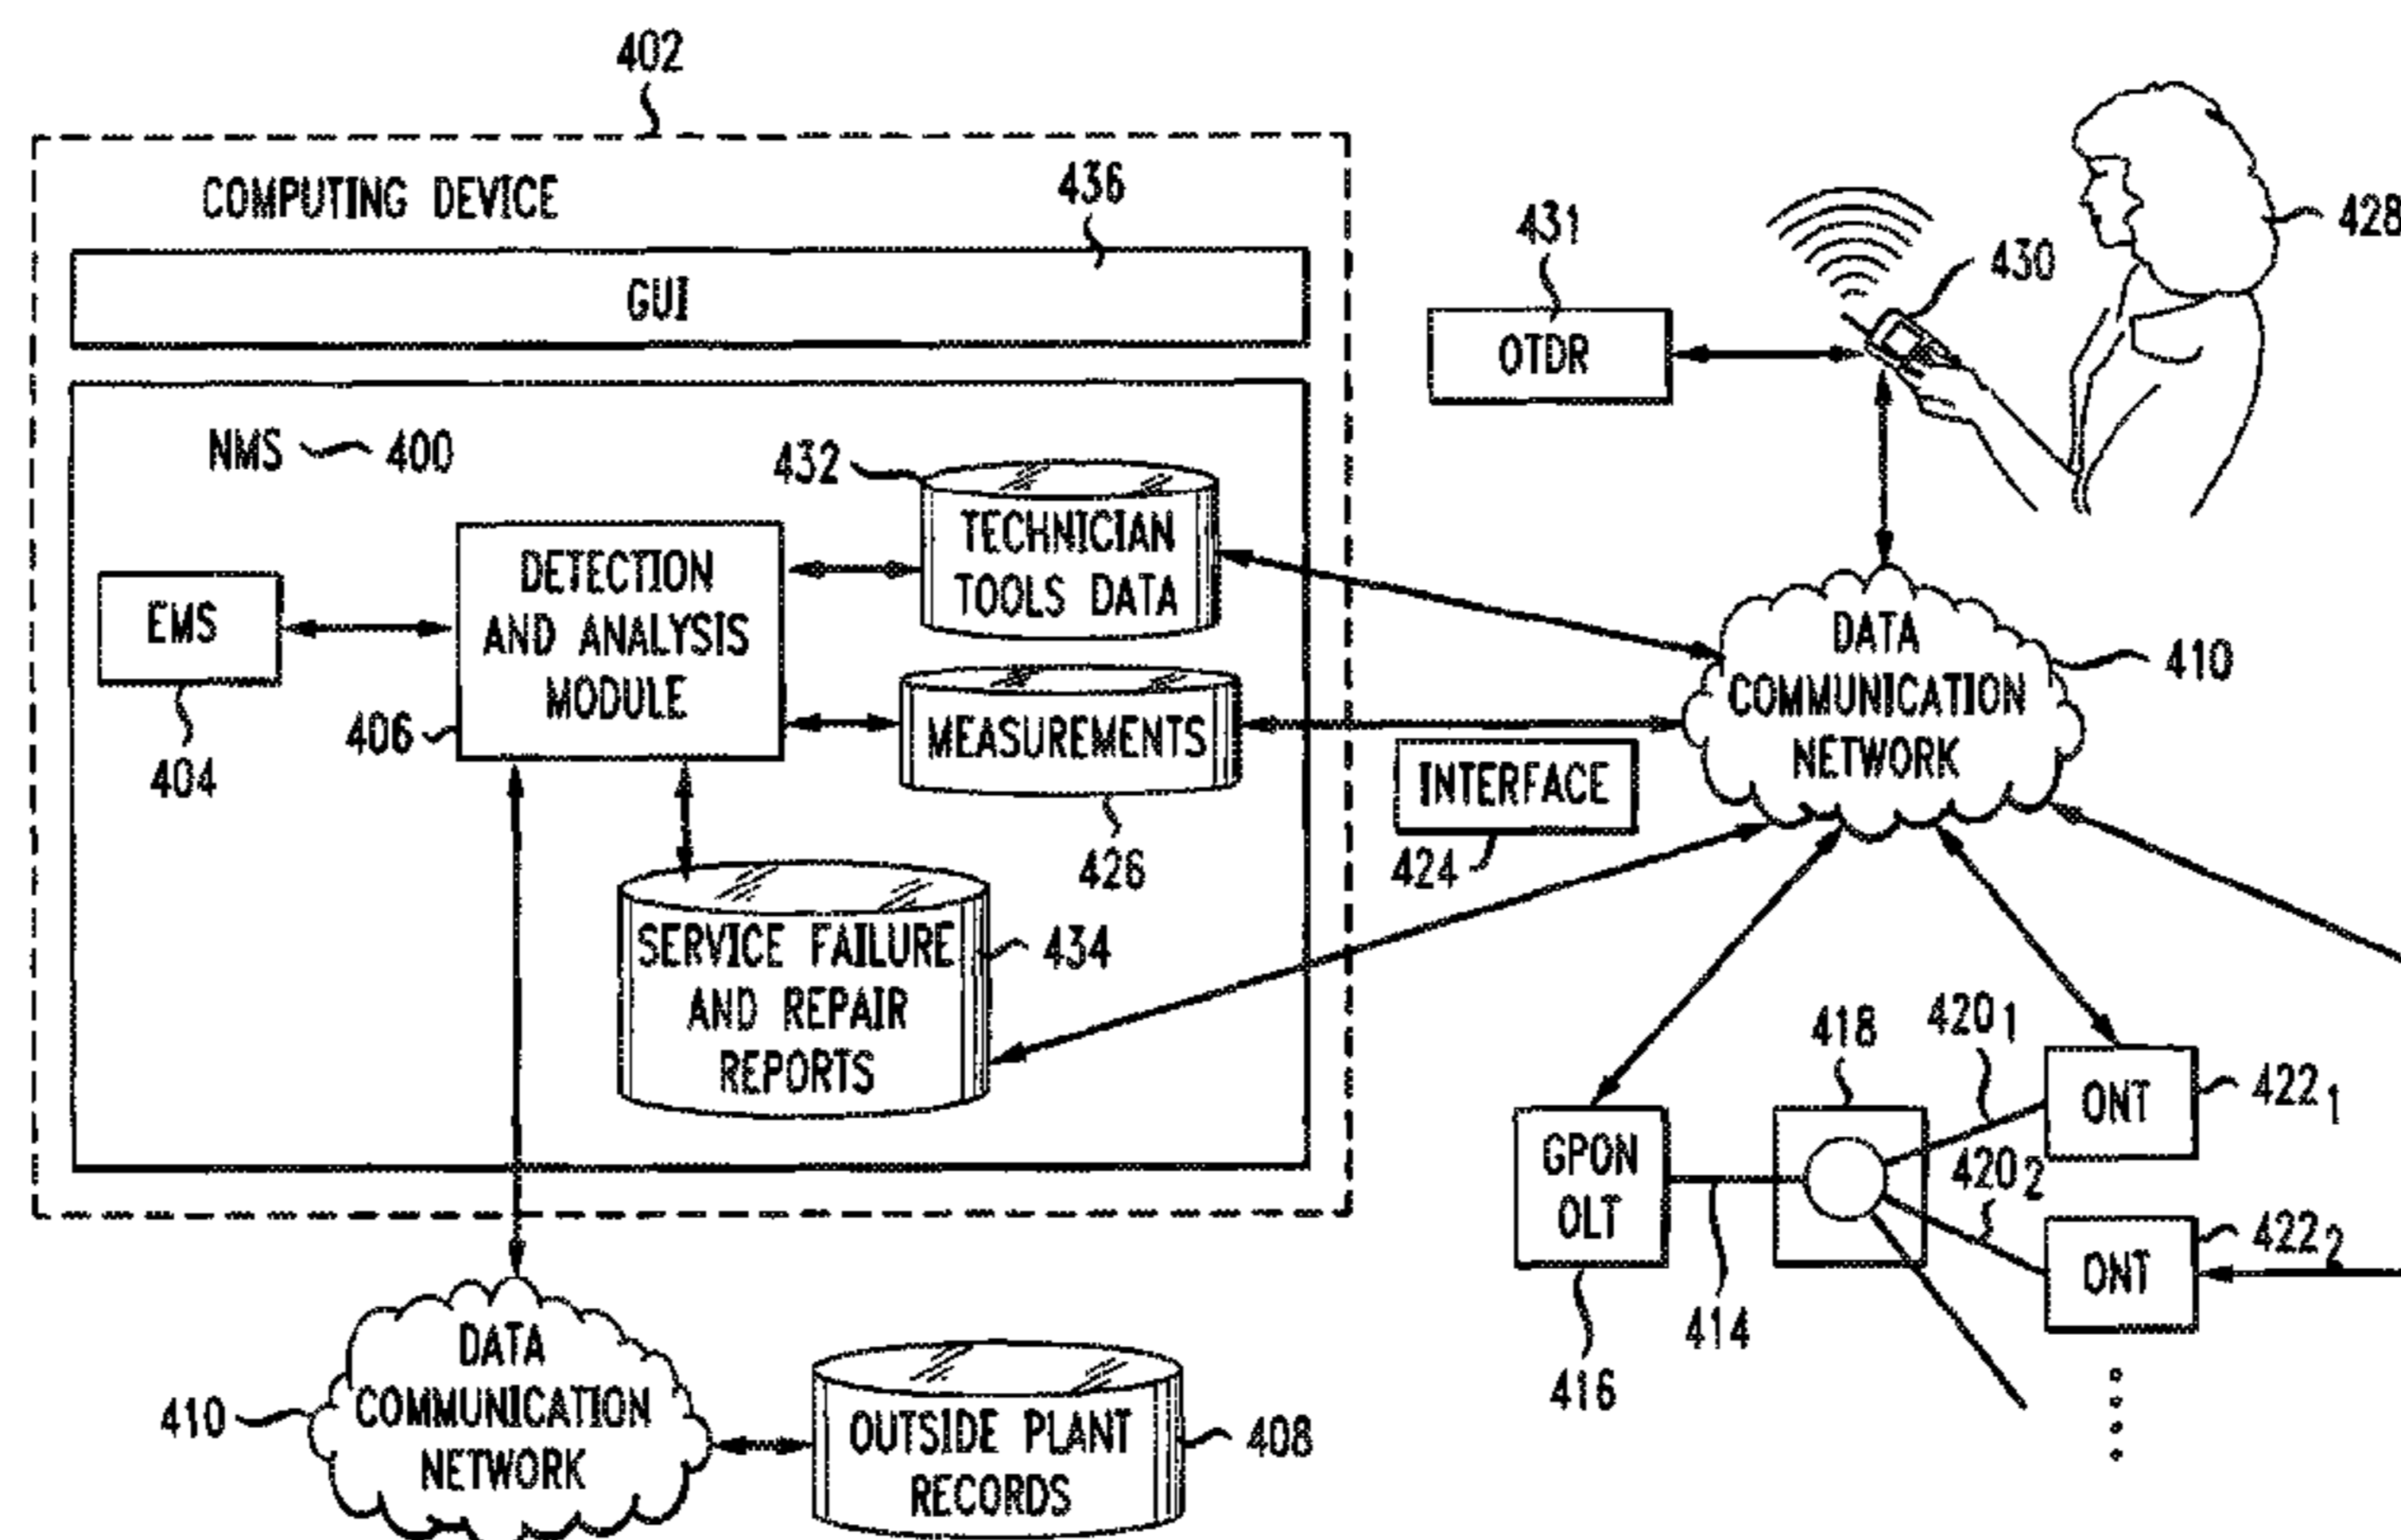 402
COMPUTING DEVICE
436
GUI
NMS 400
432
TECHNICIAN
TOOLS DATA
DETECTION
AND ANALYSIS
MODULE
406
EMS
404
MEASUREMENTS
426
SERVICE FAILURE
AND REPAIR
REPORTS
434
431
OTDR
430
428
DATA
COMMUNICATION
NETWORK
410
INTERFACE
424
GPON
OLT
416
414
418
420₁
420₂
ONT
422₁
ONT
422₂
DATA
COMMUNICATION
NETWORK
410
OUTSIDE PLANT
RECORDS
408